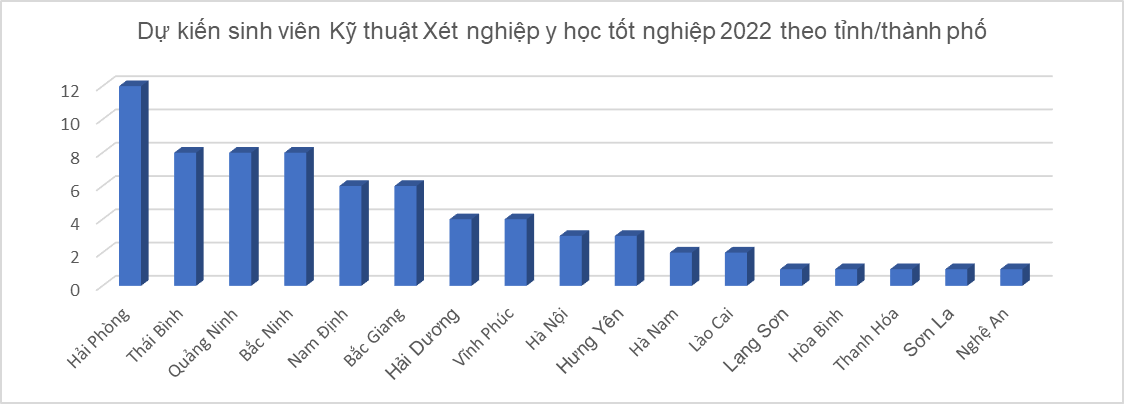 Dự kiến sinh viên Kỹ thuật Xét nghiệp y học tốt nghiệp 2022 theo tỉnh/thành phố
12
10
8
6
4
2
0
Hải Phòng
Thái Bình
Quảng Ninh
Bắc Ninh
Nam Định
Bắc Giang
Hải Dương
Vĩnh Phúc
Hà Nội
Hưng Yên
Hà Nam
Lào Cai
Lạng Sơn
Hòa Bình
Thanh Hóa
Sơn La
Nghệ An